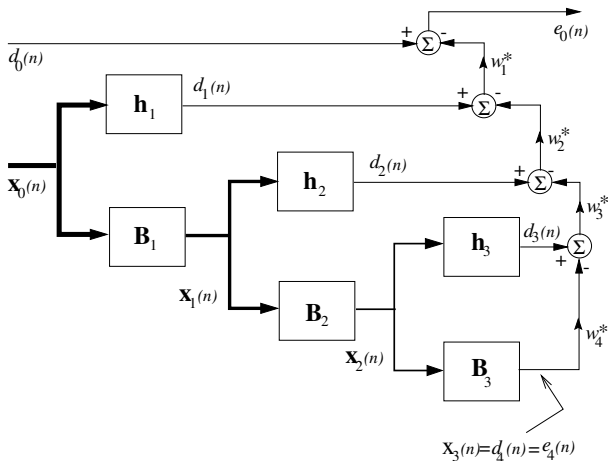 + - Σ e₀(n)
d₀(n)
w₁*
h₁ d₁(n) + - Σ
w₂*
x₀(n)
h₂ d₂(n) + - Σ
B₁
w₃*
h₃ d₃(n) + - Σ
x₁(n)
B₂
w₄*
x₂(n)
B₃
x₃(n)=d₄(n)=e₄(n)